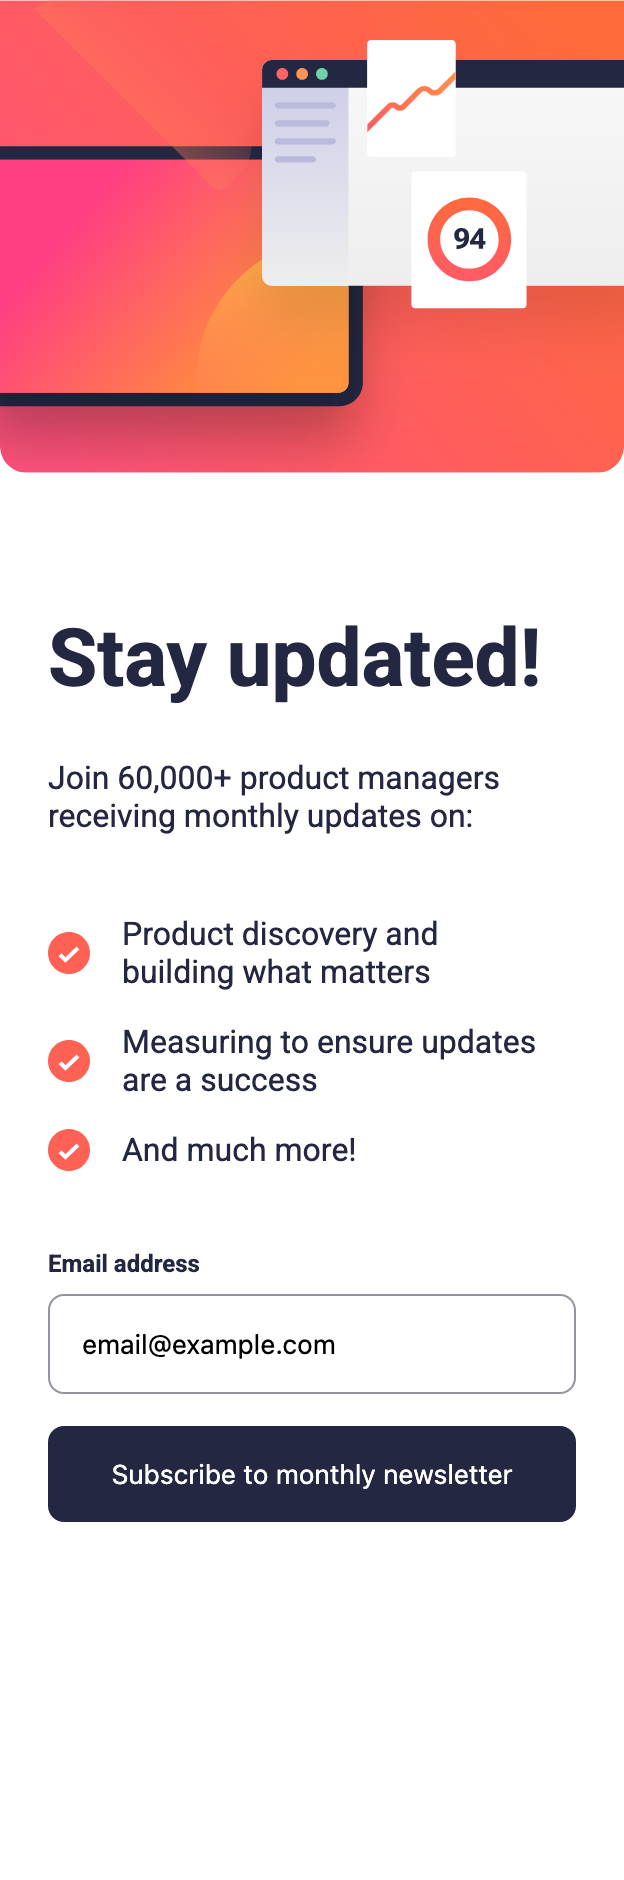 94
Stay updated!
Join 60,000+ product managers
receiving monthly updates on:
Product discovery and
building what matters
Measuring to ensure updates
are a success
And much more!
Email address
email@example.com
Subscribe to monthly newsletter